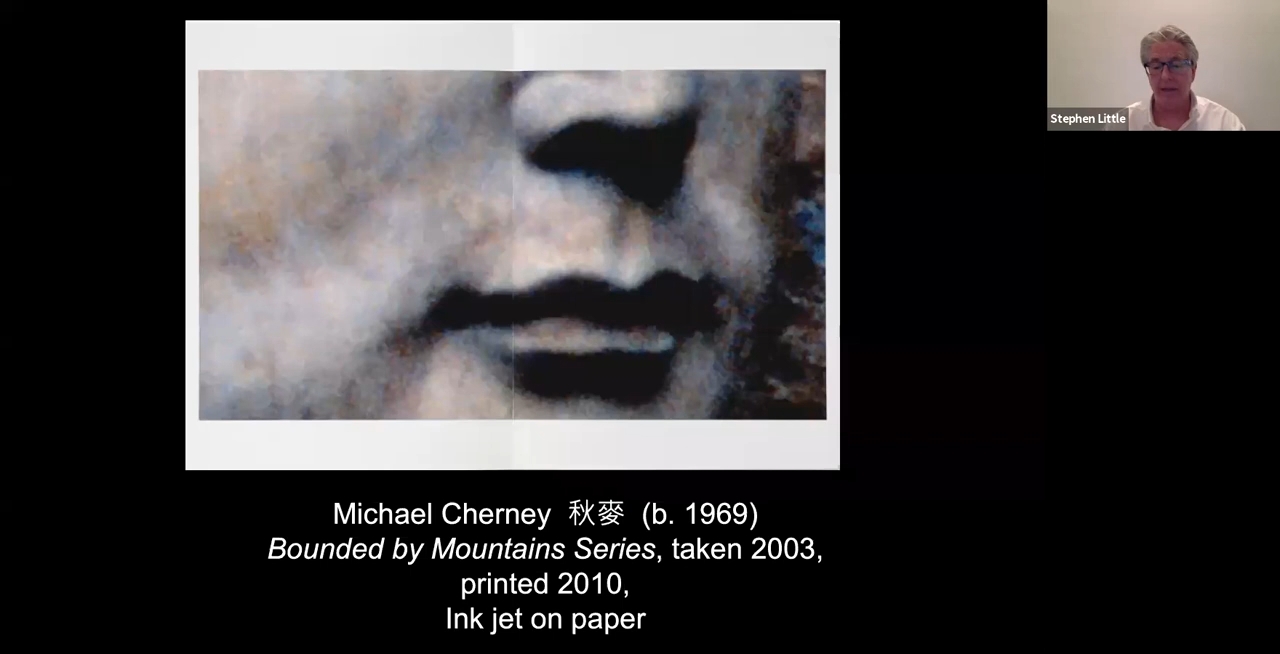 Stephen Little
Michael Cherney 秋麥 (b. 1969)
Bounded by Mountains Series, taken 2003,
printed 2010,
Ink jet on paper